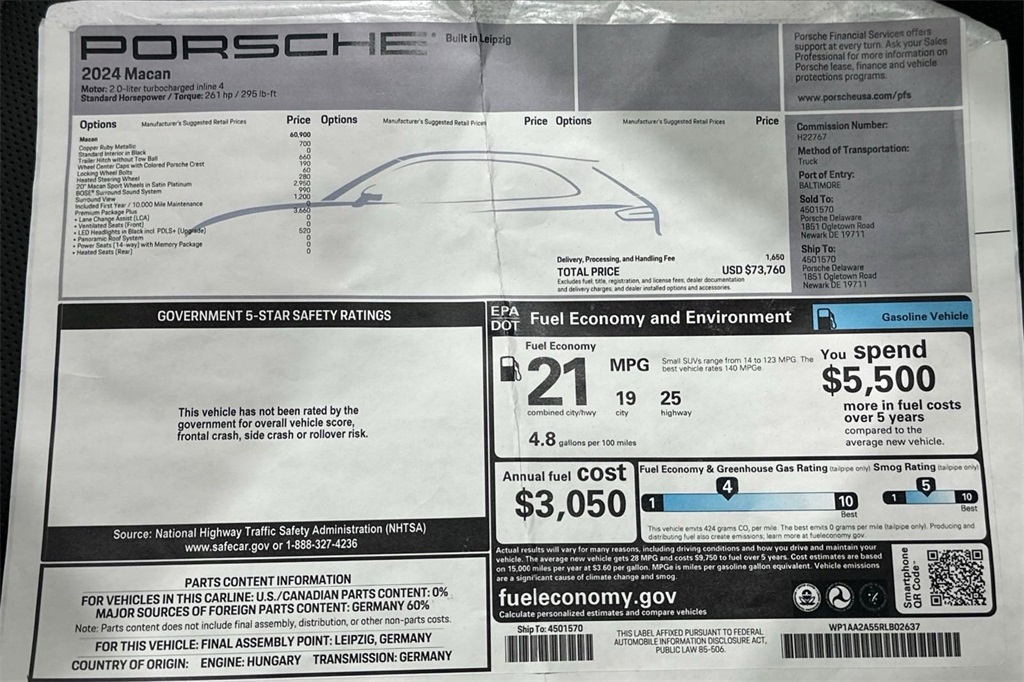 PORSCHE
Built in Leipzig
2024 Macan
Motor: 2.0-liter turbocharged inline 4
Standard Horsepower / Torque: 261 hp / 295 lb-ft
Porsche Financial Services offers
support at every turn. Ask your Sales
Professional for more information on
Porsche lease, finance and vehicle
protections programs.
www.porscheusa.com/pfs
Options Manufacturer's Suggested Retail Prices Price Options Manufacturer's Suggested Retail Prices Price Options Manufacturer's Suggested Retail Prices Price
Macan 60,900
Copper Ruby Metallic 700
Standard Interior in Black 0
Trailer Hitch without Tow Ball 660
Wheel Center Caps with Colored Porsche Crest 190
Locking Wheel Bolts 60
Heated Steering Wheel 280
20" Macan Sport Wheels in Satin Platinum 2,950
BOSE® Surround Sound System 990
Surround View 1,200
Included First Year / 10,000 Mile Maintenance 0
Premium Package Plus 3,660
• Lane Change Assist (LCA) 0
• Ventilated Seats (Front) 0
• LED Headlights in Black incl. PDLS+ (Upgrade) 520
• Panoramic Roof System 0
• Power Seats (14-way) with Memory Package 0
• Heated Seats (Rear) 0
Delivery, Processing, and Handling Fee 1,650
TOTAL PRICE USD $73,760
Excludes fuel, title, registration, and license fees, dealer documentation
and delivery charges, and dealer installed options and accessories.
Commission Number:
H22767
Method of Transportation:
Truck
Port of Entry:
BALTIMORE
Sold To:
4501570
Porsche Delaware
1851 Ogletown Road
Newark DE 19711
Ship To:
4501570
Porsche Delaware
1851 Ogletown Road
Newark DE 19711
GOVERNMENT 5-STAR SAFETY RATINGS
This vehicle has not been rated by the
government for overall vehicle score,
frontal crash, side crash or rollover risk.
Source: National Highway Traffic Safety Administration (NHTSA)
www.safecar.gov or 1-888-327-4236
PARTS CONTENT INFORMATION
FOR VEHICLES IN THIS CARLINE: U.S./CANADIAN PARTS CONTENT: 0%
MAJOR SOURCES OF FOREIGN PARTS CONTENT: GERMANY 60%
Note: Parts content does not include final assembly, distribution, or other non-parts costs.
FOR THIS VEHICLE: FINAL ASSEMBLY POINT: LEIPZIG, GERMANY
COUNTRY OF ORIGIN: ENGINE: HUNGARY TRANSMISSION: GERMANY
EPA
DOT
Fuel Economy and Environment
Gasoline Vehicle
Fuel Economy
21 MPG
combined city/hwy
19
city
25
highway
4.8 gallons per 100 miles
Small SUVs range from 14 to 123 MPG. The
best vehicle rates 140 MPGe.
You spend
$5,500
more in fuel costs
over 5 years
compared to the
average new vehicle.
Annual fuel cost
$3,050
Fuel Economy & Greenhouse Gas Rating (tailpipe only)
4
1 10
Best
Smog Rating (tailpipe only)
5
1 10
Best
This vehicle emits 424 grams CO₂ per mile. The best emits 0 grams per mile (tailpipe only). Producing and
distributing fuel also create emissions; learn more at fueleconomy.gov.
Actual results will vary for many reasons, including driving conditions and how you drive and maintain your
vehicle. The average new vehicle gets 28 MPG and costs $9,750 to fuel over 5 years. Cost estimates are based
on 15,000 miles per year at $3.60 per gallon. MPGe is miles per gasoline gallon equivalent. Vehicle emissions
are a significant cause of climate change and smog.
fueleconomy.gov
Calculate personalized estimates and compare vehicles
Smartphone
QR Code™
Ship To: 4501570
THIS LABEL AFFIXED PURSUANT TO FEDERAL
AUTOMOBILE INFORMATION DISCLOSURE ACT,
PUBLIC LAW 85-506.
WP1AA2A55RLB02637